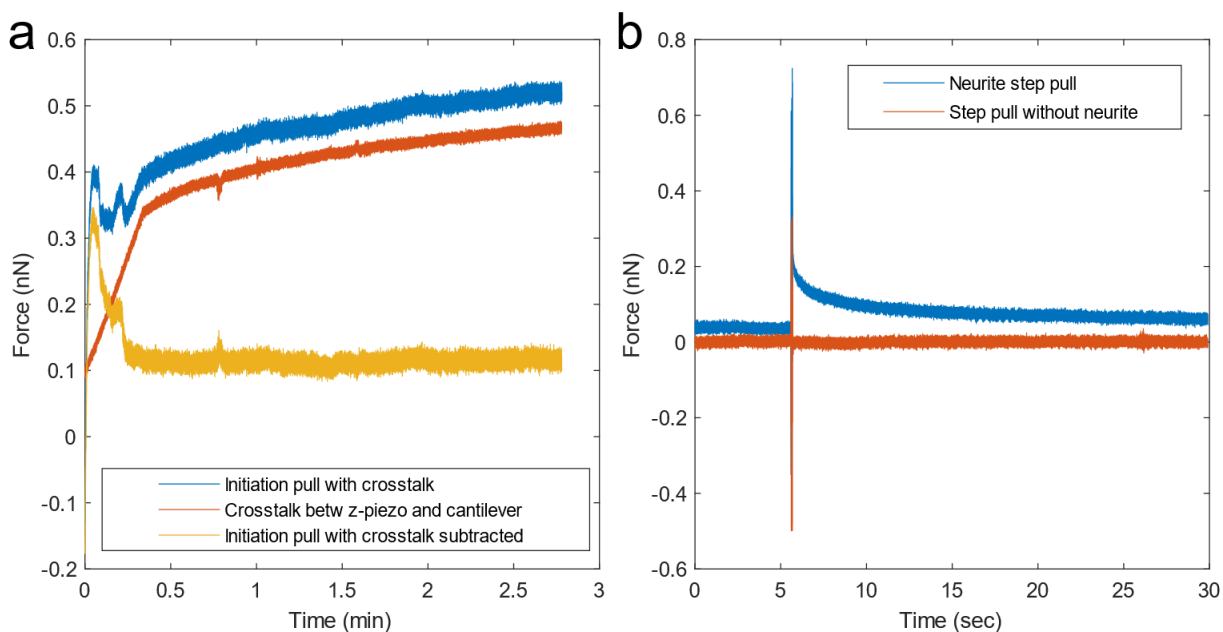 a
0.6
0.5
0.4
0.3
0.2
0.1
0
-0.1
-0.2
Force (nN)
0
0.5
1
1.5
2
2.5
3
Time (min)
Initiation pull with crosstalk
Crosstalk betw z-piezo and cantilever
Initiation pull with crosstalk subtracted
b
0.8
0.6
0.4
0.2
0
-0.2
-0.4
-0.6
Force (nN)
0
5
10
15
20
25
30
Time (sec)
Neurite step pull
Step pull without neurite